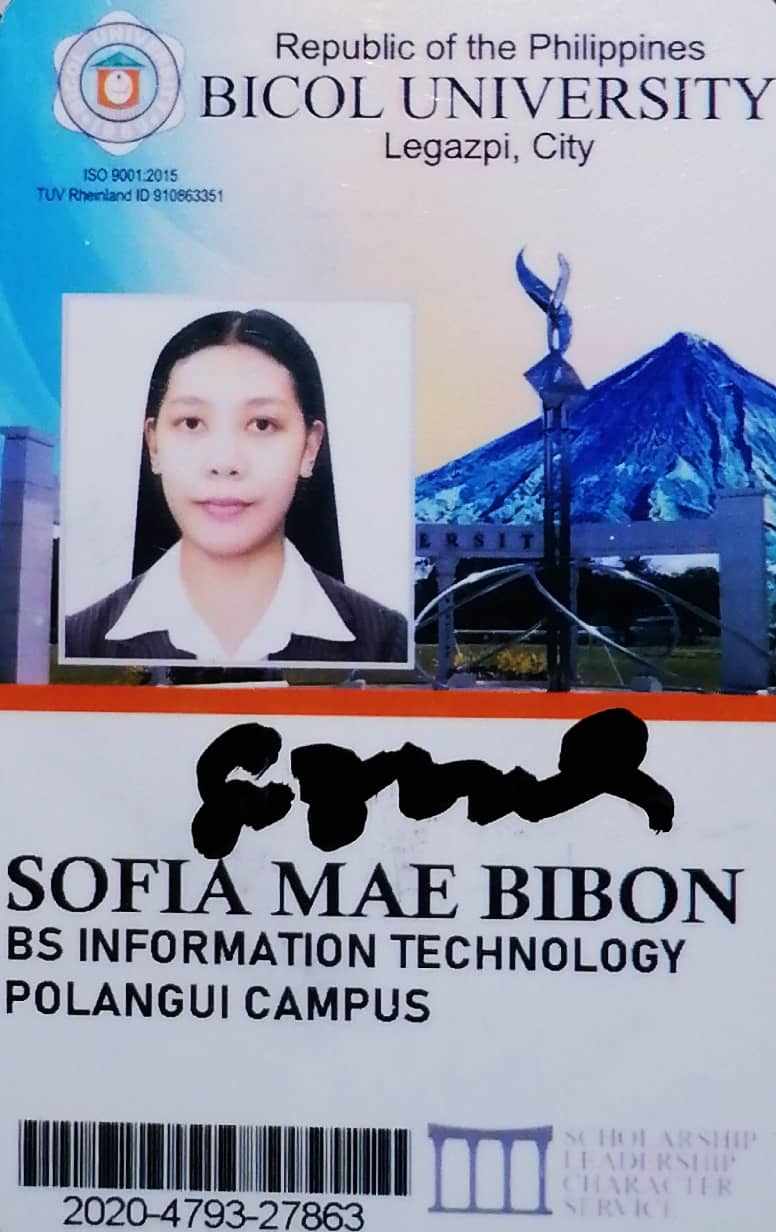 Republic of the Philippines
BICOL UNIVERSITY
Legazpi, City
ISO 9001:2015
TUV Rheinland ID 910863351
ERSIT
SOFIA MAE BIBON
BS INFORMATION TECHNOLOGY
POLANGUI CAMPUS
2020-4793-27863
SCHOLARSHIP
LEADERSHIP
CHARACTER
SERVICE